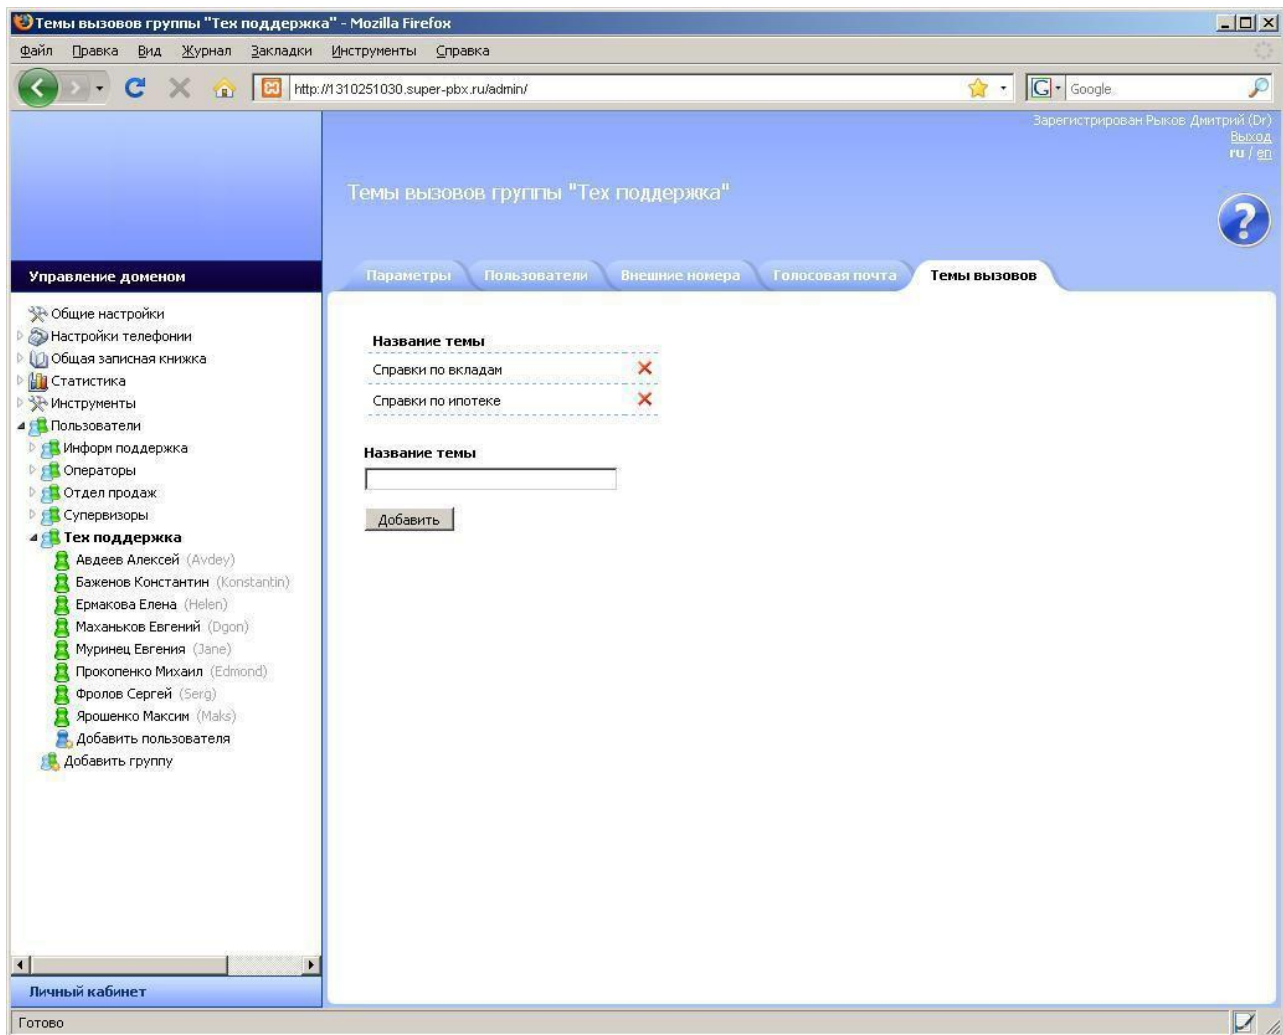 Темы вызовов группы "Тех поддержка" - Mozilla Firefox
Файл Правка Вид Журнал Закладки Инструменты Справка
http://1310251030.super-pbx.ru/admin/
Google
Зарегистрирован Рыков Дмитрий (Dr)
Выход
ru / en
Темы вызовов группы "Тех поддержка"
?
Управление доменом
Параметры Пользователи Внешние номера Голосовая почта Темы вызовов
Общие настройки
Настройки телефонии
Общая записная книжка
Статистика
Инструменты
Пользователи
Информ поддержка
Операторы
Отдел продаж
Супервизоры
Тех поддержка
Авдеев Алексей (Avdey)
Баженов Константин (Konstantin)
Ермакова Елена (Helen)
Маханьков Евгений (Dgon)
Муринец Евгения (Jane)
Прокопенко Михаил (Edmond)
Фролов Сергей (Serg)
Ярошенко Максим (Maks)
Добавить пользователя
Добавить группу
Название темы
Справки по вкладам
Справки по ипотеке
Название темы
Добавить
Личный кабинет
Готово